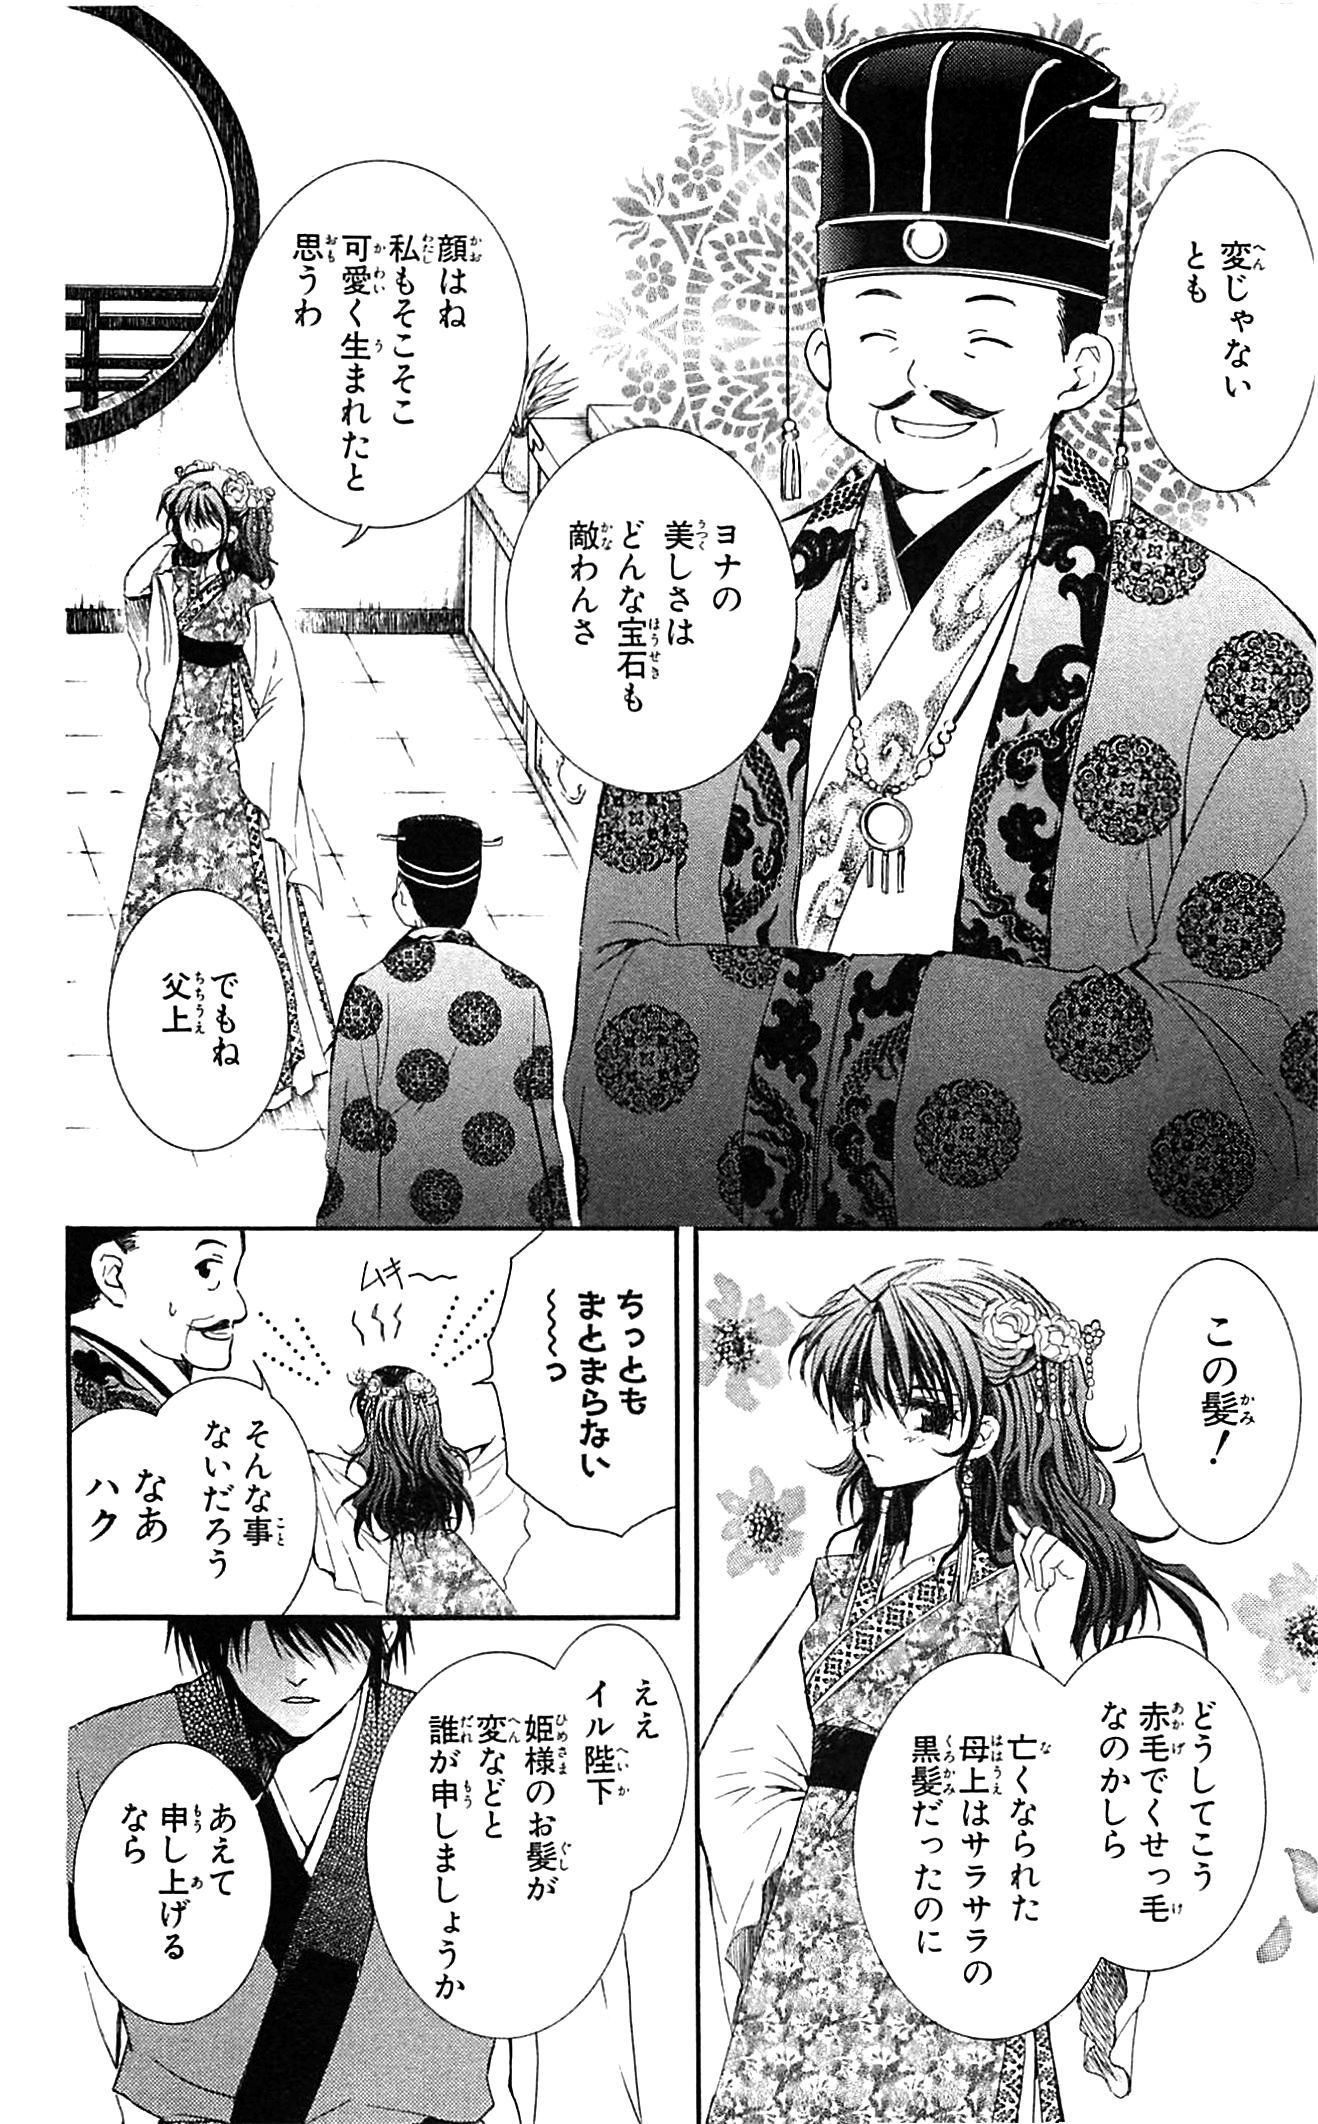 変じゃない
とも
ヨナの
美しさは
どんな宝石も
敵わんさ
顔はね
私もそこそこ
可愛く生まれたと
思うわ
でもね
父上
この髪!
どうしてこう
赤毛でくせっ毛
なのかしら
亡くなられた
母上はサラサラの
黒髪だったのに
ちっとも
まとまらない
〜〜〜っ
ムキ〜〜
そんな事
ないだろう
なあ
ハク
ええ
イル陛下
姫様のお髪が
変などと
誰が申しましょうか
あえて
申し上げる
なら